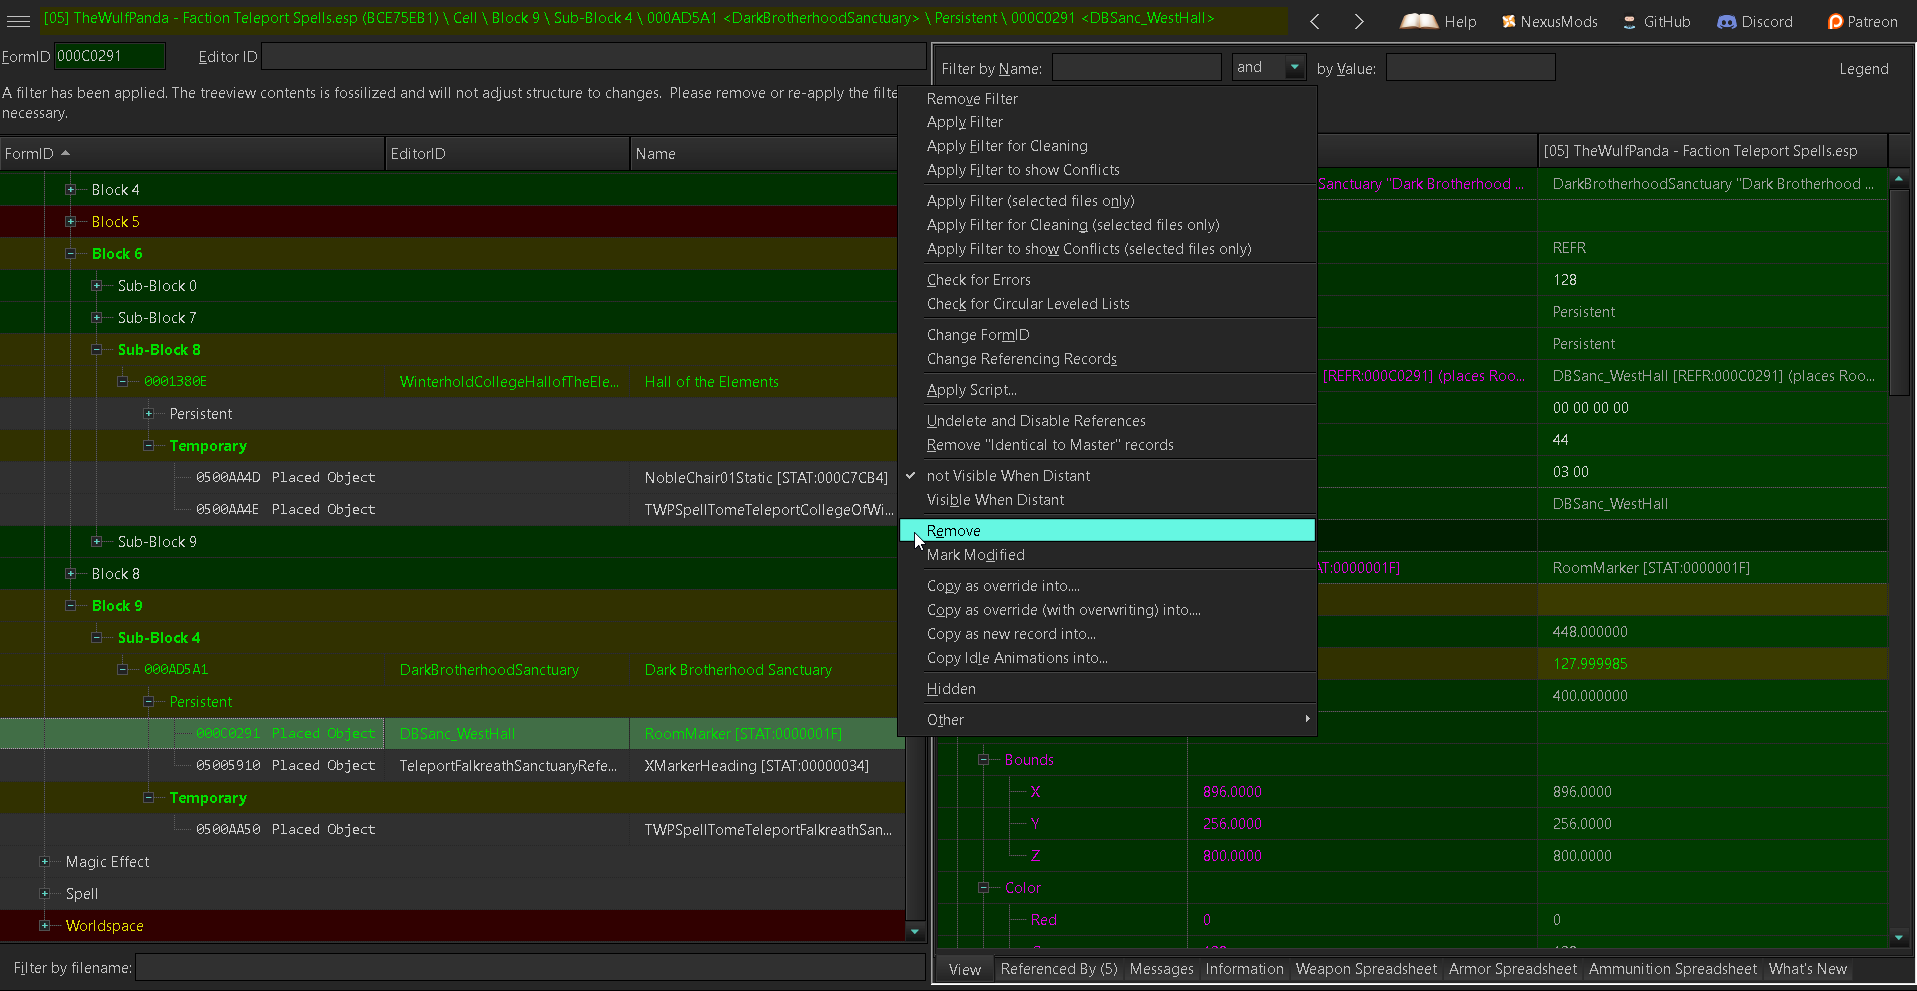 [05] TheWulfPanda - Faction Teleport Spells.esp (BCE75EB1) \ Cell \ Block 9 \ Sub-Block 4 \ 000AD5A1 <DarkBrotherhoodSanctuary> \ Persistent \ 000C0291 <DBSanc_WestHall>
Help NexusMods GitHub Discord Patreon
FormID 000C0291 Editor ID
A filter has been applied. The treeview contents is fossilized and will not adjust structure to changes. Please remove or re-apply the filte
necessary.
FormID EditorID Name
Block 4
Block 5
Block 6
Sub-Block 0
Sub-Block 7
Sub-Block 8
0001380E WinterholdCollegeHallofTheEle... Hall of the Elements
Persistent
Temporary
0500AA4D Placed Object NobleChair01Static [STAT:000C7CB4]
0500AA4E Placed Object TWPSpellTomeTeleportCollegeOfWi...
Sub-Block 9
Block 8
Block 9
Sub-Block 4
000AD5A1 DarkBrotherhoodSanctuary Dark Brotherhood Sanctuary
Persistent
000C0291 Placed Object DBSanc_WestHall RoomMarker [STAT:0000001F]
05005910 Placed Object TeleportFalkreathSanctuaryRefe... XMarkerHeading [STAT:00000034]
Temporary
0500AA50 Placed Object TWPSpellTomeTeleportFalkreathSan...
Magic Effect
Spell
Worldspace
Filter by filename:
Remove Filter
Apply Filter
Apply Filter for Cleaning
Apply Filter to show Conflicts
Apply Filter (selected files only)
Apply Filter for Cleaning (selected files only)
Apply Filter to show Conflicts (selected files only)
Check for Errors
Check for Circular Leveled Lists
Change FormID
Change Referencing Records
Apply Script...
Undelete and Disable References
Remove "Identical to Master" records
not Visible When Distant
Visible When Distant
Remove
Mark Modified
Copy as override into....
Copy as override (with overwriting) into....
Copy as new record into...
Copy Idle Animations into...
Hidden
Other
Filter by Name: and by Value: Legend
[05] TheWulfPanda - Faction Teleport Spells.esp
Sanctuary "Dark Brotherhood ... DarkBrotherhoodSanctuary "Dark Brotherhood ...
REFR
128
Persistent
Persistent
[REFR:000C0291] (places Roo... DBSanc_WestHall [REFR:000C0291] (places Roo...
00 00 00 00
44
03 00
DBSanc_WestHall
AT:0000001F] RoomMarker [STAT:0000001F]
448.000000
127.999985
400.000000
Bounds
X 896.0000 896.0000
Y 256.0000 256.0000
Z 800.0000 800.0000
Color
Red 0 0
View Referenced By (5) Messages Information Weapon Spreadsheet Armor Spreadsheet Ammunition Spreadsheet What's New